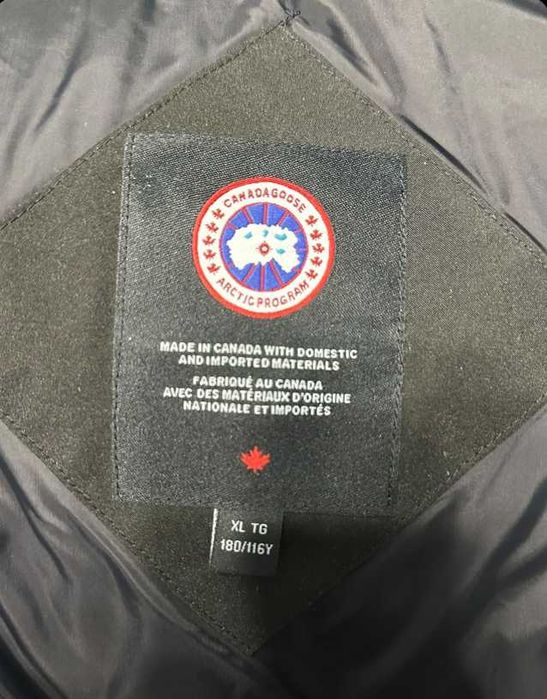 CANADA GOOSE
ARCTIC PROGRAM
MADE IN CANADA WITH DOMESTIC
AND IMPORTED MATERIALS
FABRIQUÉ AU CANADA
AVEC DES MATÉRIAUX D'ORIGINE
NATIONALE ET IMPORTÉS
XL TG
180/116Y